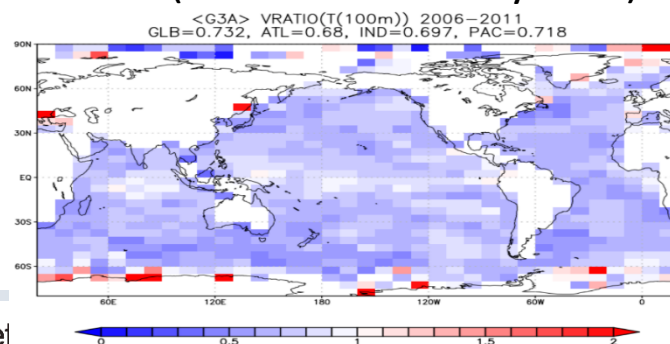 <G3A> VRATIO(T(100m)) 2006-2011
GLB=0.732, ATL=0.68, IND=0.697, PAC=0.718
90N
60N
30N
EQ
30S
60S
60E 120E 180 120W 60W 0
0 0.5 1 1.5 2